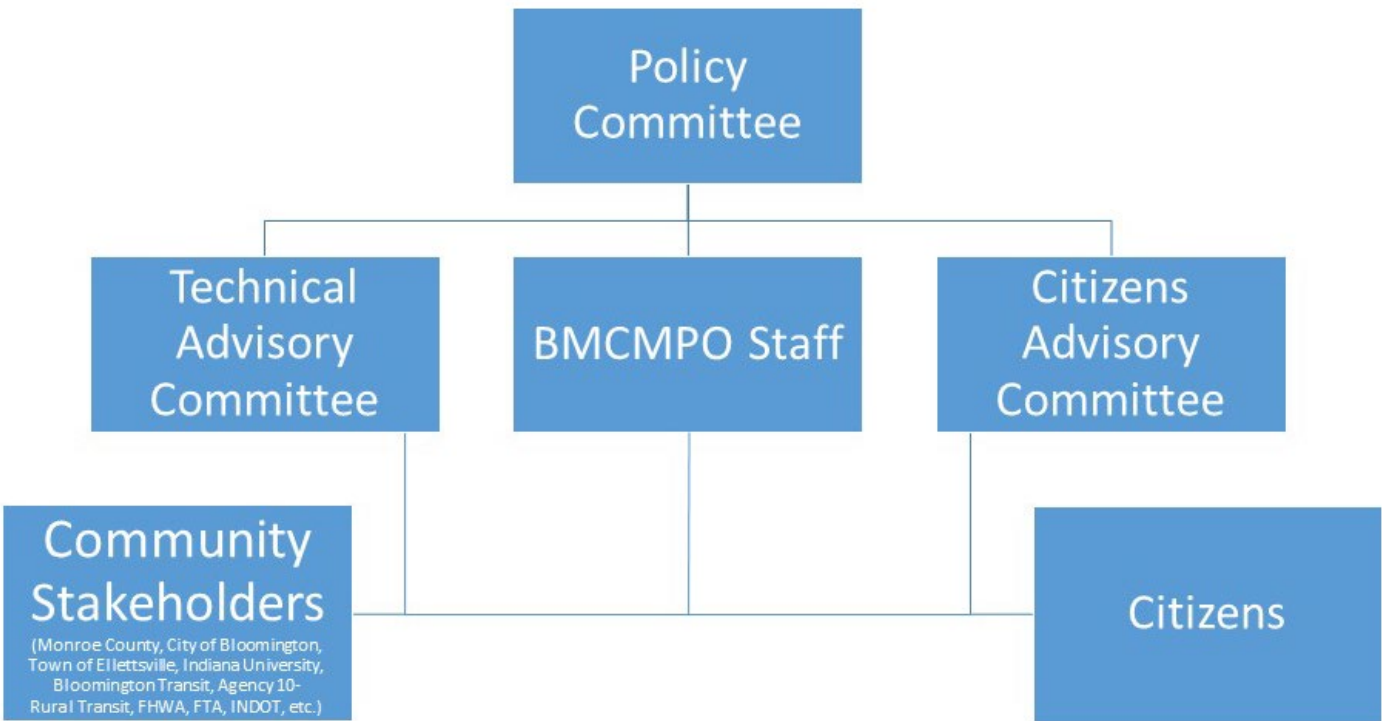 Policy
Committee
Technical
Advisory
Committee
BMCMPO Staff
Citizens
Advisory
Committee
Community
Stakeholders
(Monroe County, City of Bloomington,
Town of Ellettsville, Indiana University,
Bloomington Transit, Agency 10-
Rural Transit, FHWA, FTA, INDOT, etc.)
Citizens